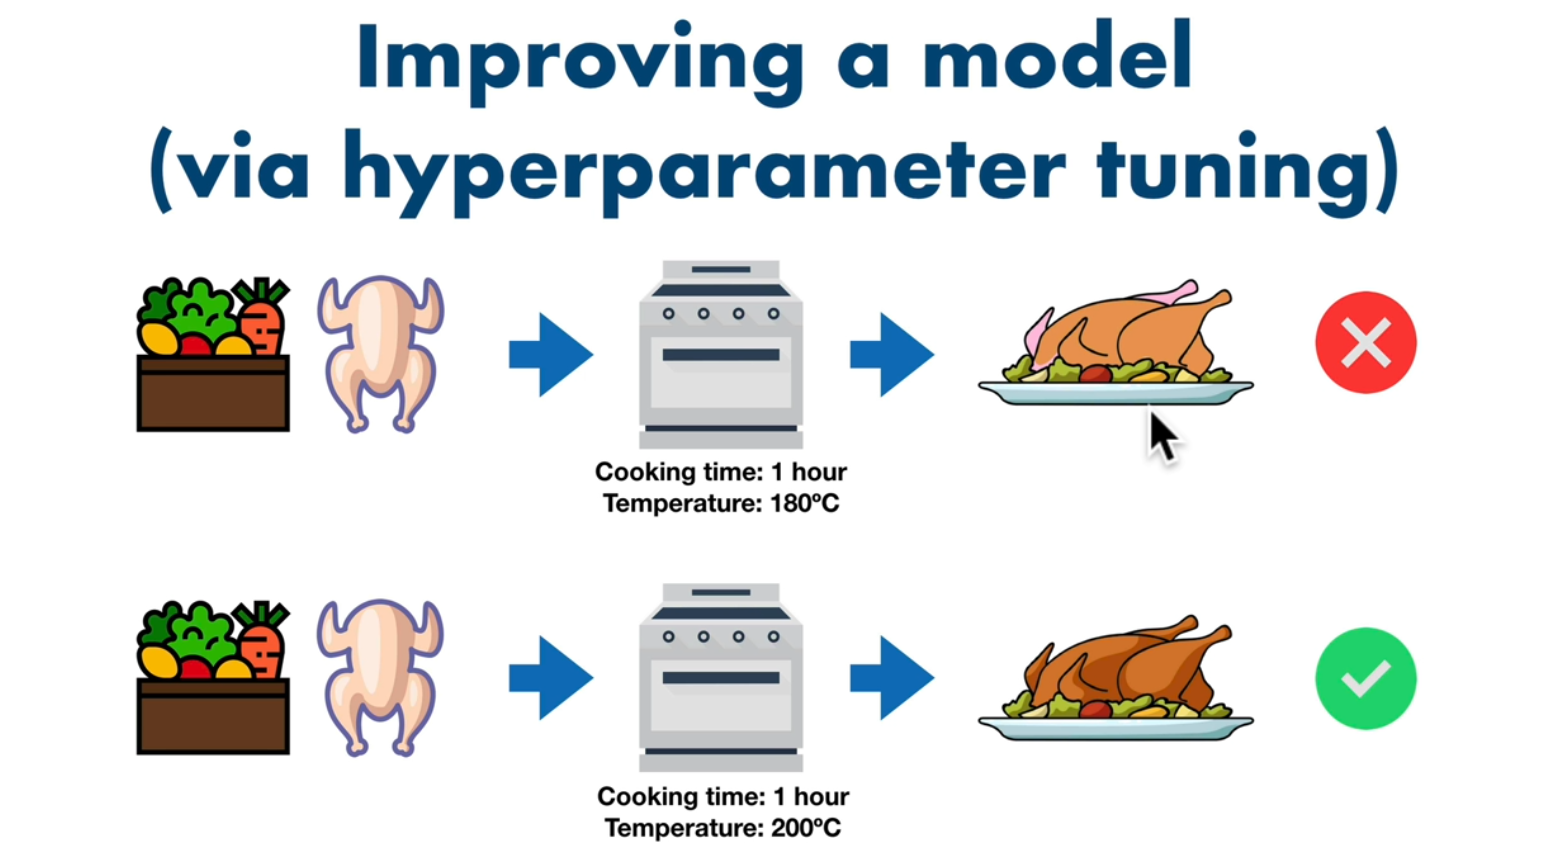 Improving a model
(via hyperparameter tuning)
Cooking time: 1 hour
Temperature: 180ºC
Cooking time: 1 hour
Temperature: 200ºC